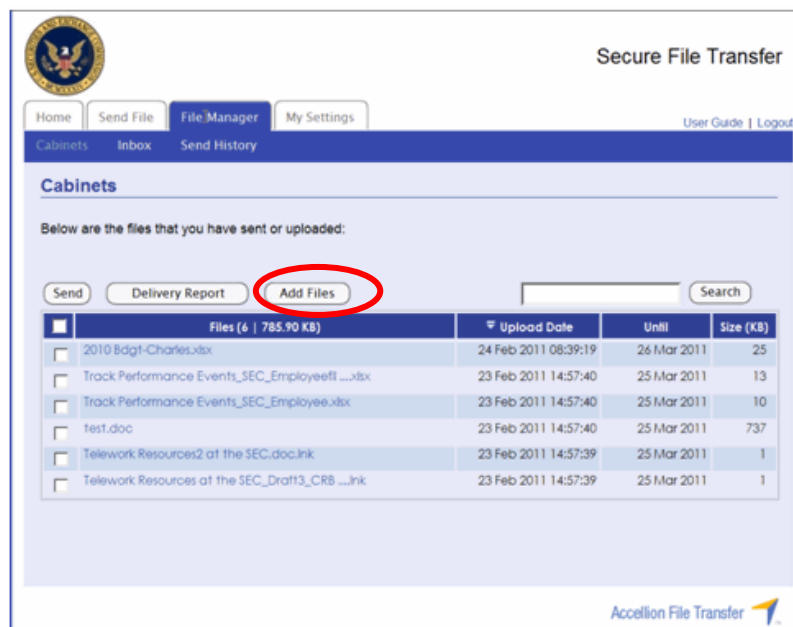 Secure File Transfer
Home Send File File Manager My Settings
User Guide | Logout
Cabinets Inbox Send History
Cabinets
Below are the files that you have sent or uploaded:
Send Delivery Report Add Files Search
Files (6 | 785.90 KB) Upload Date Until Size (KB)
2010 Bdgt-Charles.xlsx 24 Feb 2011 08:39:19 26 Mar 2011 25
Track Performance Events_SEC_Employeefil ....xlsx 23 Feb 2011 14:57:40 25 Mar 2011 13
Track Performance Events_SEC_Employee.xlsx 23 Feb 2011 14:57:40 25 Mar 2011 10
test.doc 23 Feb 2011 14:57:40 25 Mar 2011 737
Telework Resources2 at the SEC.doc.lnk 23 Feb 2011 14:57:39 25 Mar 2011 1
Telework Resources at the SEC_Draft3_CRB ....lnk 23 Feb 2011 14:57:39 25 Mar 2011 1
Accellion File Transfer